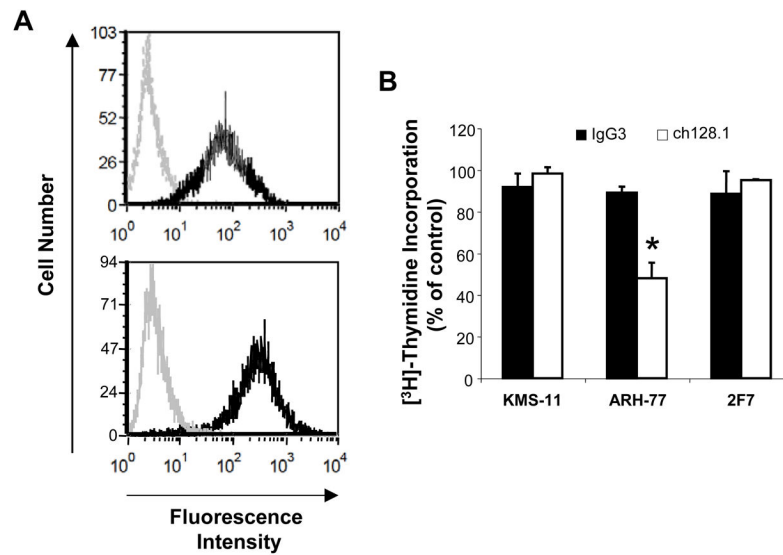 A
Cell Number
103
77
52
26
0
10^0 10^1 10^2 10^3 10^4
94
71
47
24
0
10^0 10^1 10^2 10^3 10^4
Fluorescence
Intensity
B
[³H]-Thymidine Incorporation
(% of control)
IgG3 ch128.1
120
100
80
60
40
20
0
*
KMS-11 ARH-77 2F7